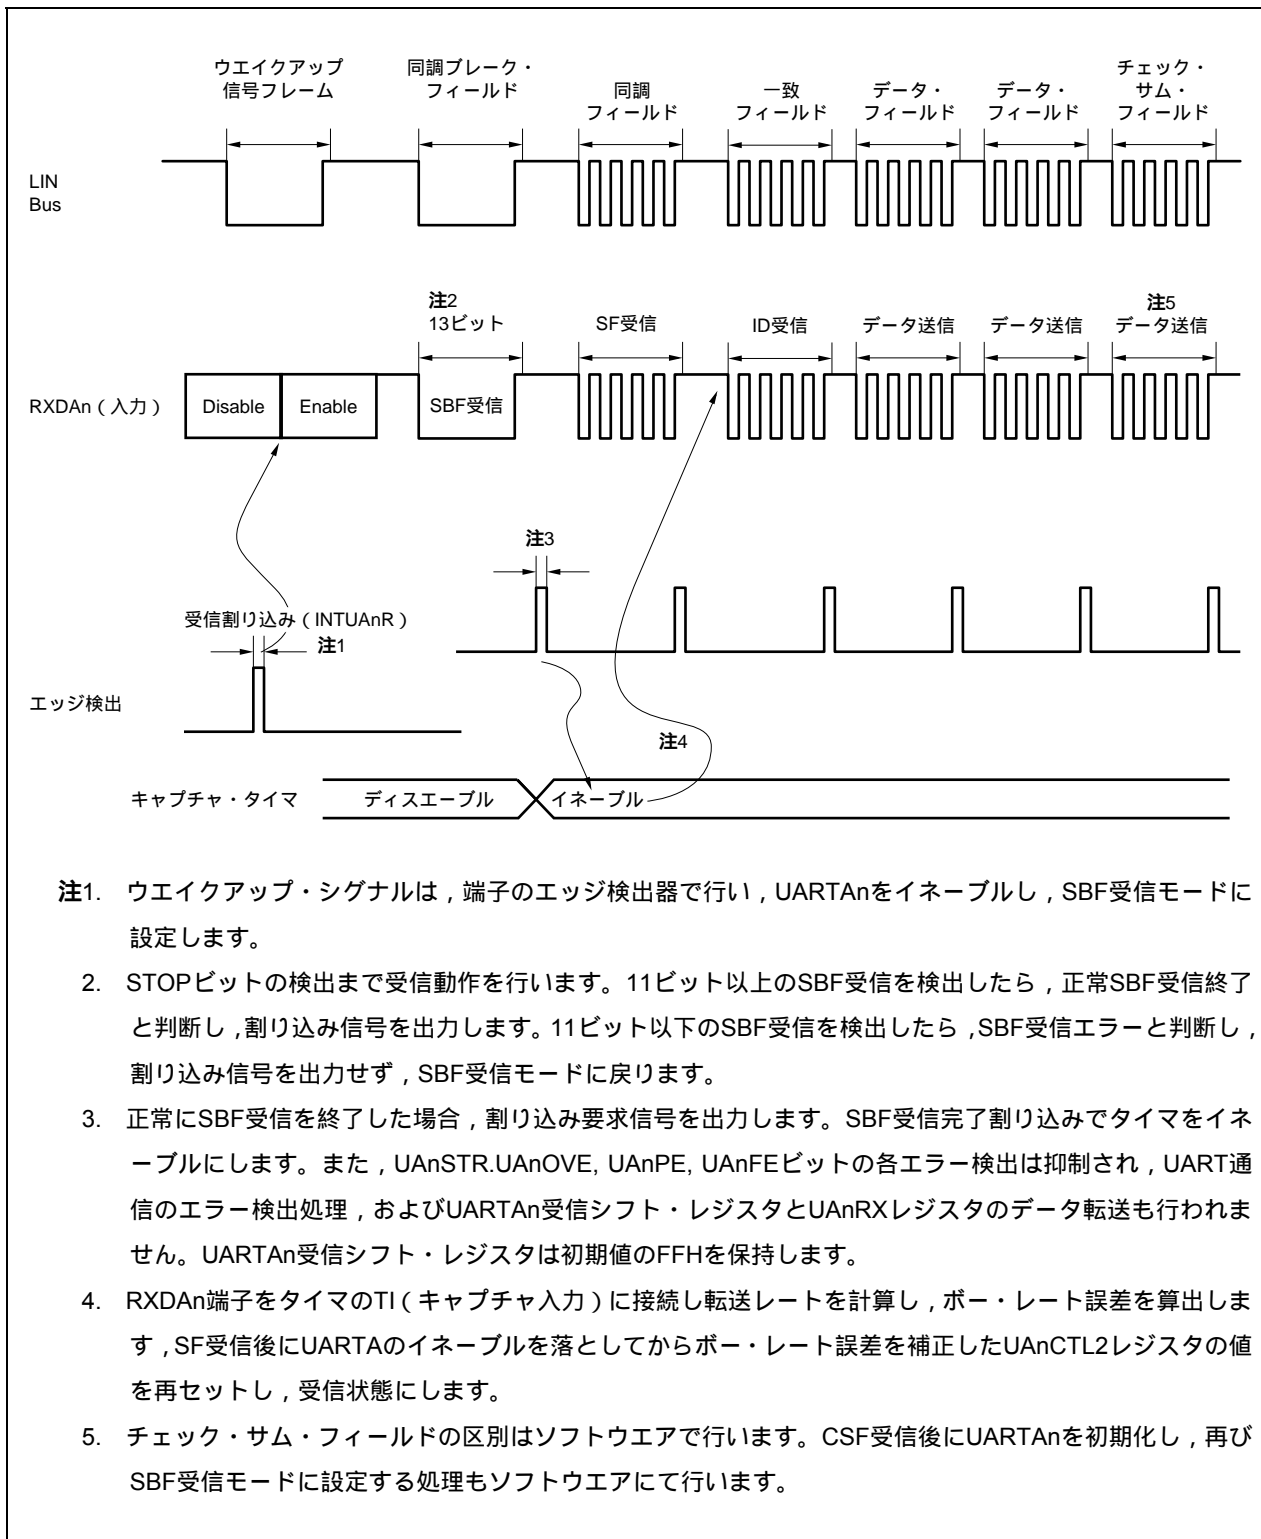 ウエイクアップ
信号フレーム
同調ブレーク・
フィールド
同調
フィールド
一致
フィールド
データ・
フィールド
データ・
フィールド
チェック・
サム・
フィールド
LIN
Bus
注2
13ビット
SF受信
ID受信
データ送信
データ送信
注5
データ送信
RXDAn（入力）
Disable
Enable
SBF受信
注3
受信割り込み（INTUAnR）
注1
エッジ検出
注4
キャプチャ・タイマ
ディスエーブル
イネーブル
注1. ウエイクアップ・シグナルは，端子のエッジ検出器で行い，UARTAnをイネーブルし，SBF受信モードに
設定します。
2. STOPビットの検出まで受信動作を行います。11ビット以上のSBF受信を検出したら，正常SBF受信終了
と判断し，割り込み信号を出力します。11ビット以下のSBF受信を検出したら，SBF受信エラーと判断し，
割り込み信号を出力せず，SBF受信モードに戻ります。
3. 正常にSBF受信を終了した場合，割り込み要求信号を出力します。SBF受信完了割り込みでタイマをイネ
ーブルにします。また，UAnSTR.UAnOVE, UAnPE, UAnFEビットの各エラー検出は抑制され，UART通
信のエラー検出処理，およびUARTAn受信シフト・レジスタとUAnRXレジスタのデータ転送も行われま
せん。UARTAn受信シフト・レジスタは初期値のFFHを保持します。
4. RXDAn端子をタイマのTI（キャプチャ入力）に接続し転送レートを計算し，ボー・レート誤差を算出しま
す，SF受信後にUARTAのイネーブルを落としてからボー・レート誤差を補正したUAnCTL2レジスタの値
を再セットし，受信状態にします。
5. チェック・サム・フィールドの区別はソフトウエアで行います。CSF受信後にUARTAnを初期化し，再び
SBF受信モードに設定する処理もソフトウエアにて行います。